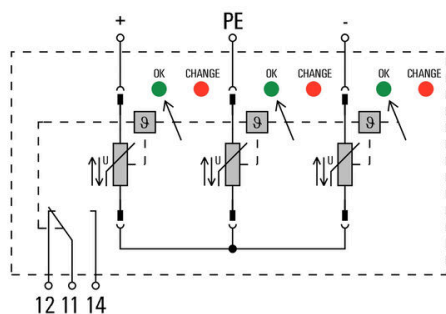 + PE -
OK CHANGE OK CHANGE OK CHANGE
ϑ ϑ ϑ
U U U
12 11 14